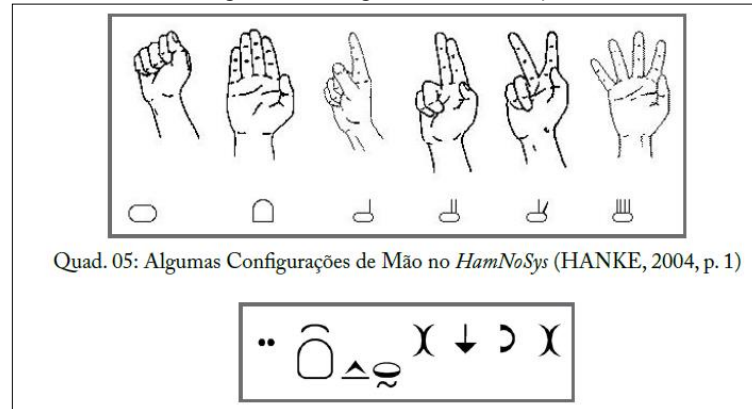 Quad. 05: Algumas Configurações de Mão no HamNoSys (HANKE, 2004, p. 1)